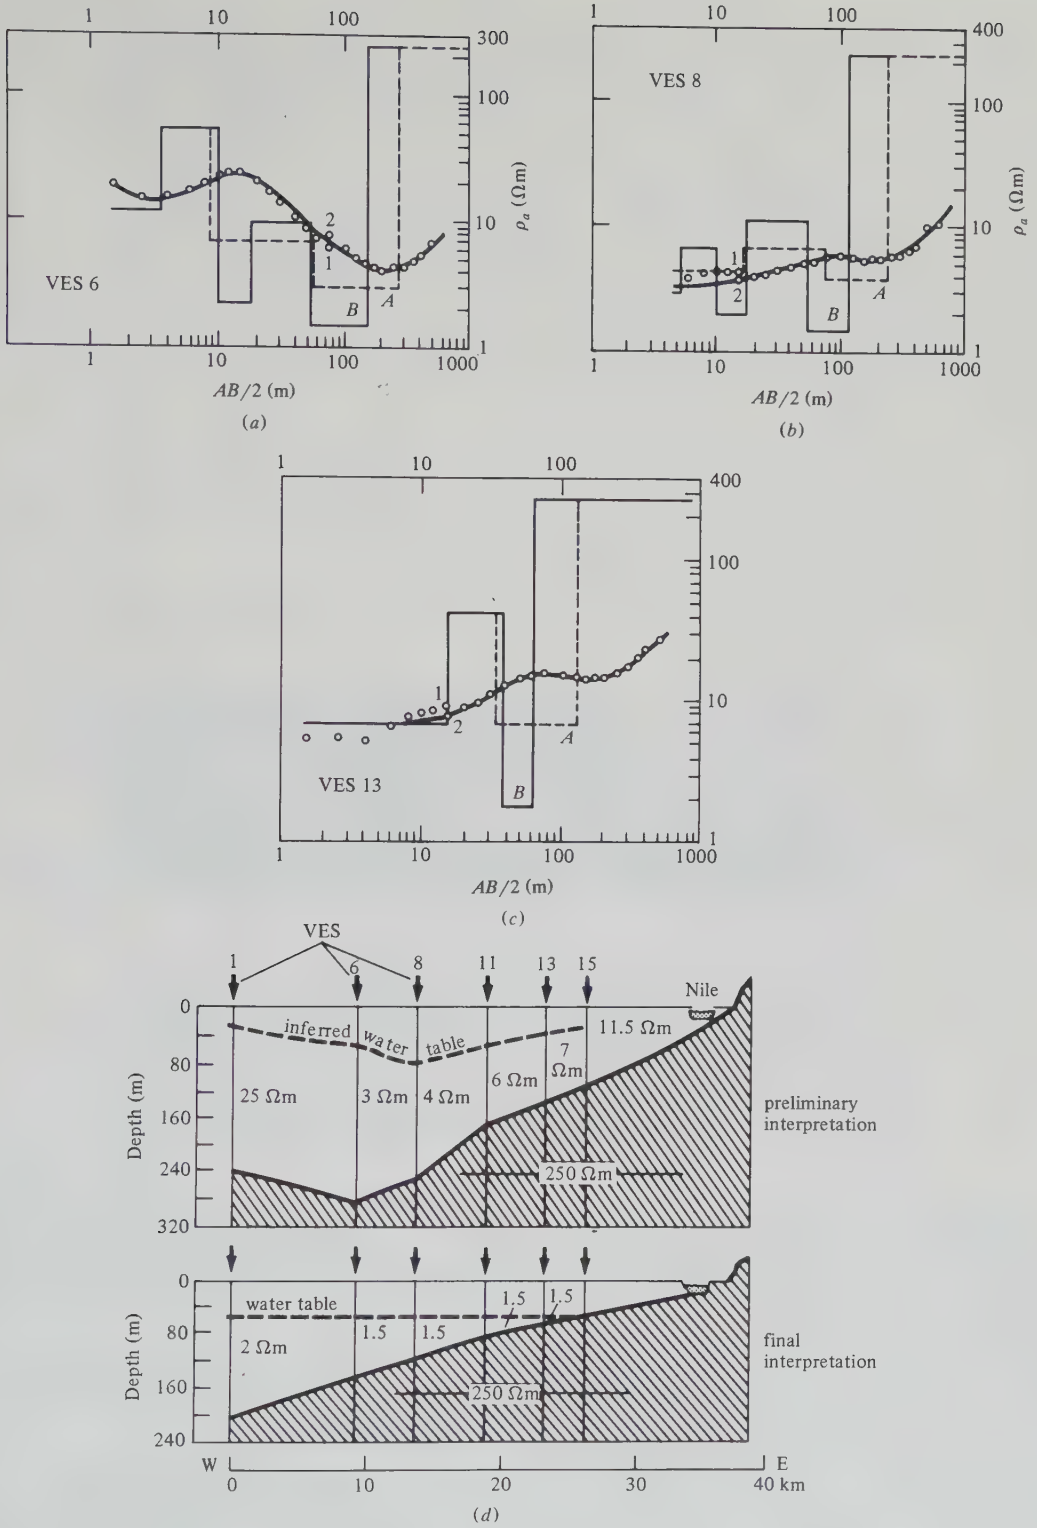 1 10 100
300
100
10
1
ρa (Ωm)
VES 6
2
1
B
A
1 10 100 1000
AB/2 (m)
(a)
1 10 100
400
100
10
1
ρa (Ωm)
VES 8
1
2
B
A
1 10 100 1000
AB/2 (m)
(b)
1 10 100
400
100
10
1
1
2
A
B
VES 13
1 10 100 1000
AB/2 (m)
(c)
VES
1 6 8 11 13 15
Nile
0
80
160
240
320
Depth (m)
inferred water table
11.5 Ωm
7
Ωm
6 Ωm
25 Ωm 3 Ωm 4 Ωm
250 Ωm
preliminary
interpretation
0
80
160
240
Depth (m)
water table
1.5 1.5
1.5 1.5
2 Ωm
250 Ωm
final
interpretation
W E
0 10 20 30 40 km
(d)